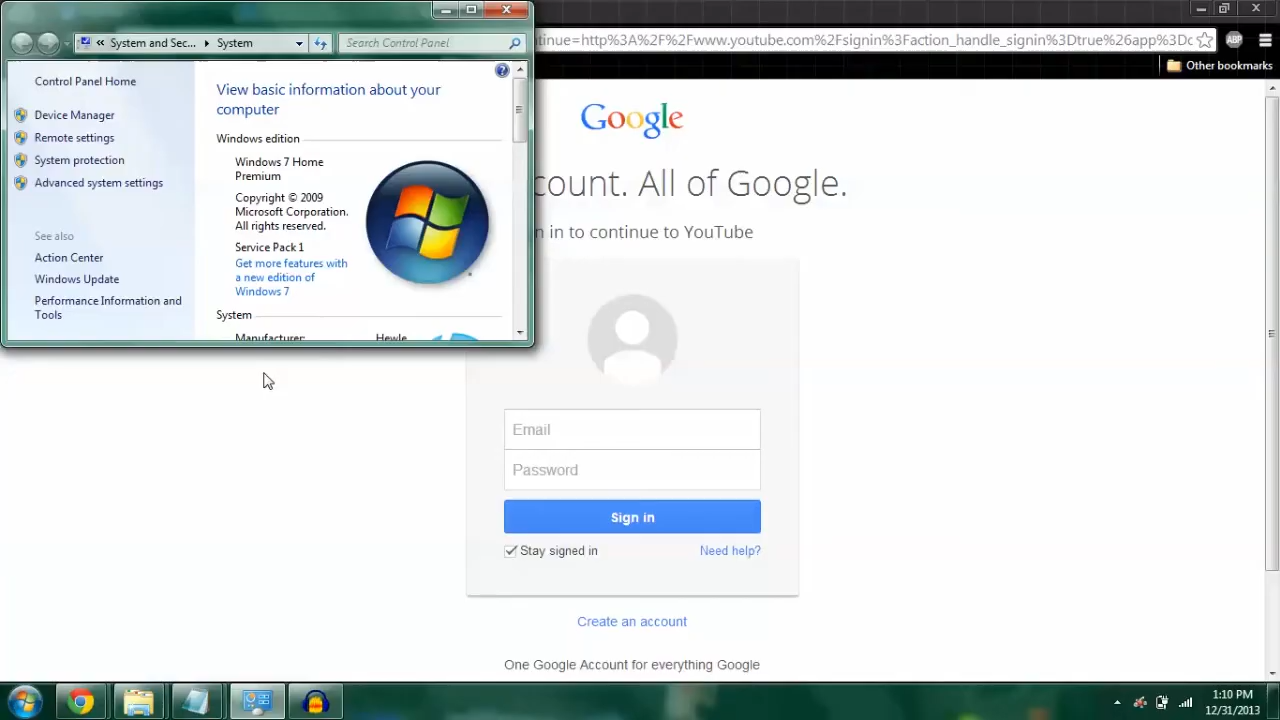 « System and Sec... ▸ System
Search Control Panel
Control Panel Home
Device Manager
Remote settings
System protection
Advanced system settings
See also
Action Center
Windows Update
Performance Information and
Tools
View basic information about your
computer
Windows edition
Windows 7 Home
Premium
Copyright © 2009
Microsoft Corporation.
All rights reserved.
Service Pack 1
Get more features with
a new edition of
Windows 7
System
Manufacturer:
Hewle
ntinue=http%3A%2F%2Fwww.youtube.com%2Fsignin%3Faction_handle_signin%3Dtrue%26app%3Dc
ABP
Other bookmarks
Google
count. All of Google.
n in to continue to YouTube
Email
Password
Sign in
Stay signed in
Need help?
Create an account
One Google Account for everything Google
1:10 PM
12/31/2013